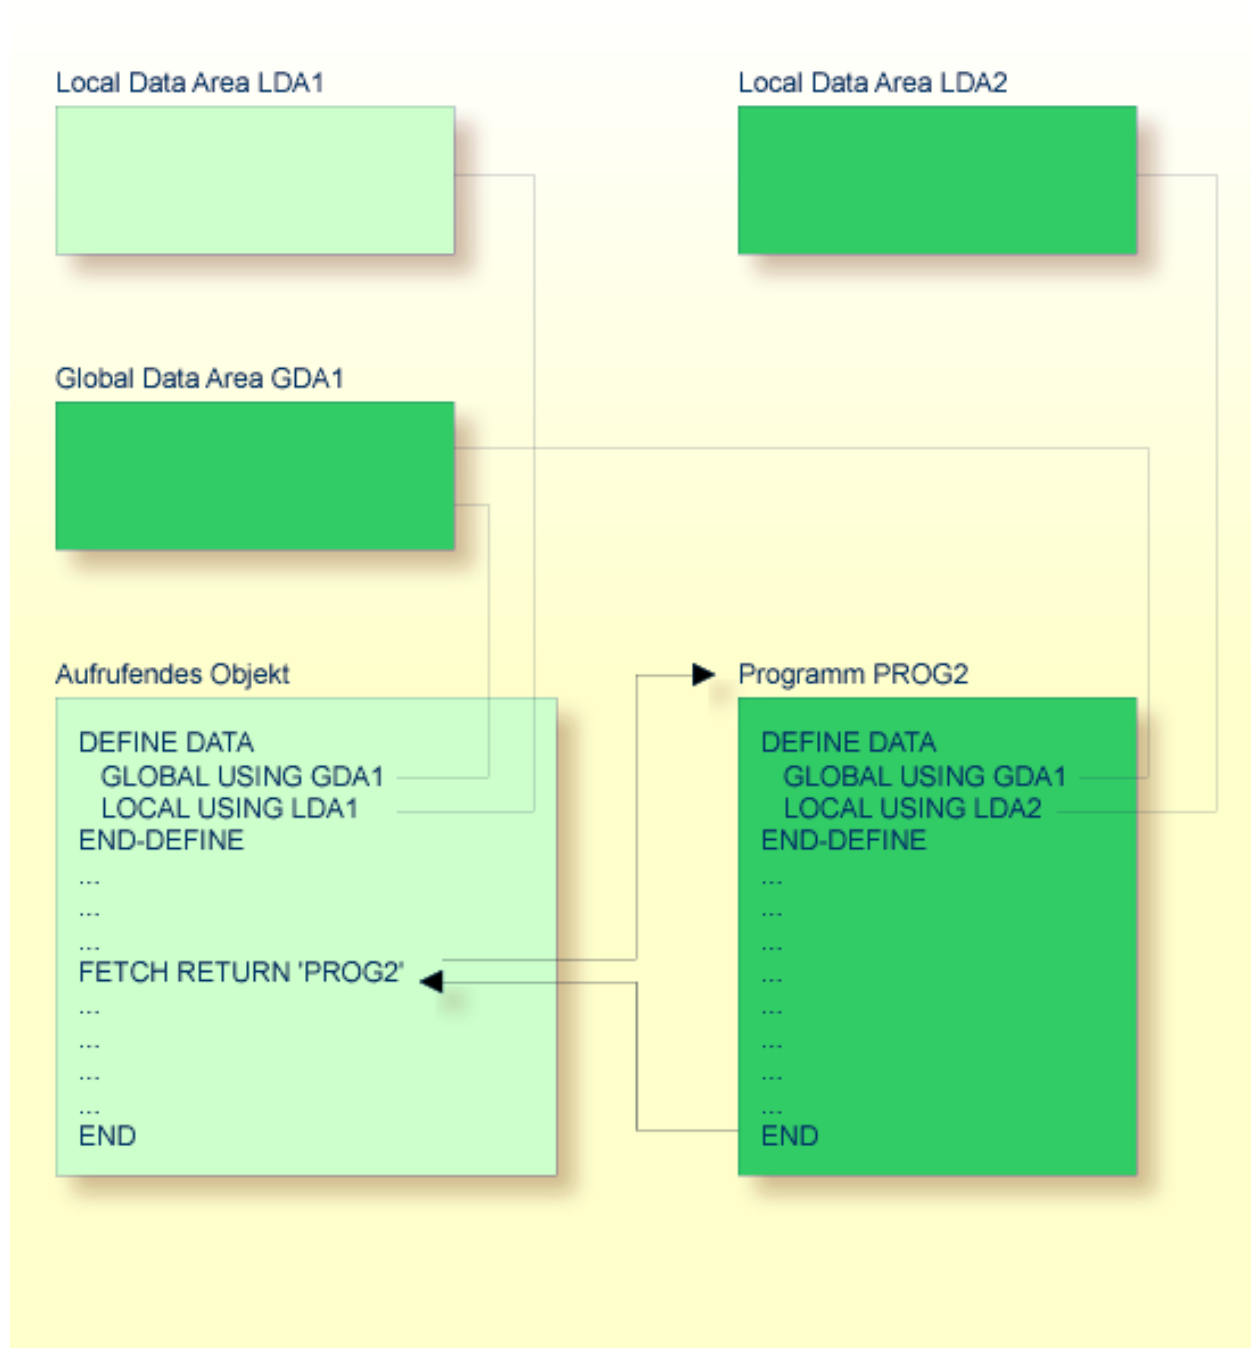 Local Data Area LDA1
Local Data Area LDA2
Global Data Area GDA1
Aufrufendes Objekt
DEFINE DATA
GLOBAL USING GDA1
LOCAL USING LDA1
END-DEFINE
...
...
...
FETCH RETURN 'PROG2'
...
...
...
...
END
Programm PROG2
DEFINE DATA
GLOBAL USING GDA1
LOCAL USING LDA2
END-DEFINE
...
...
...
...
...
...
...
...
END